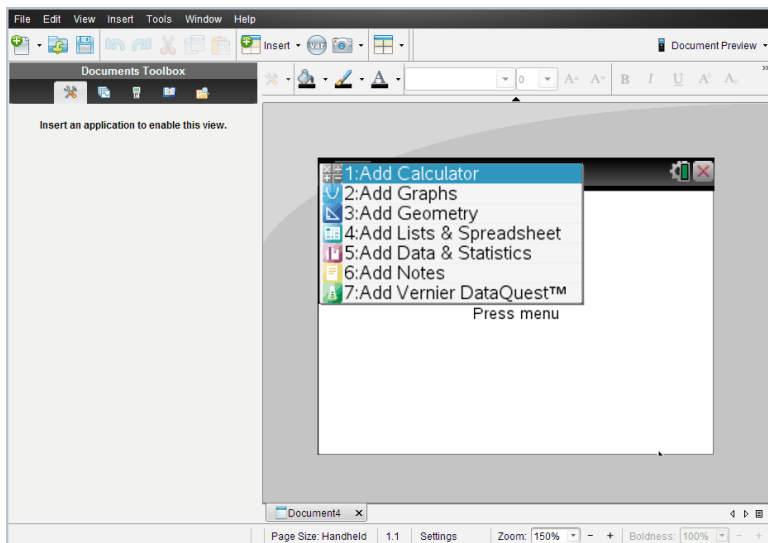 File Edit View Insert Tools Window Help
Insert var Document Preview
Documents Toolbox
0 A- A+ B I U
Insert an application to enable this view.
1:Add Calculator
2:Add Graphs
3:Add Geometry
4:Add Lists & Spreadsheet
5:Add Data & Statistics
6:Add Notes
7:Add Vernier DataQuest™
Press menu
Document4
Page Size: Handheld 1.1 Settings Zoom: 150% - + Boldness: 100% - +